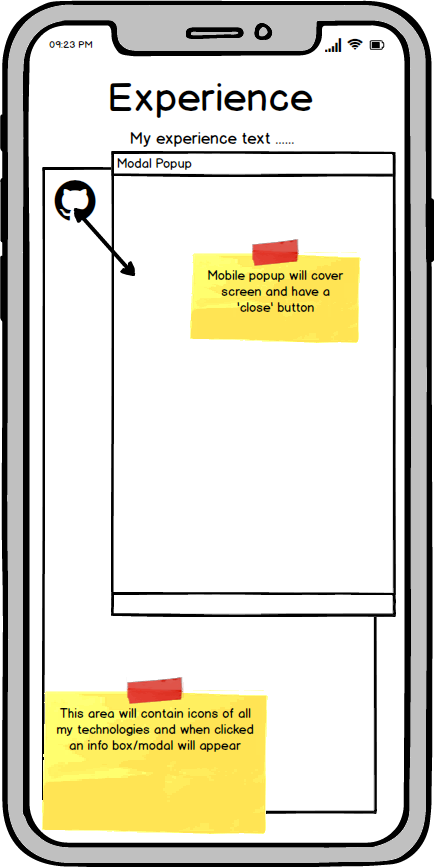 09:23 PM
Experience
My experience text ......
Modal Popup
Mobile popup will cover
screen and have a
'close' button
This area will contain icons of all
my technologies and when clicked
an info box/modal will appear